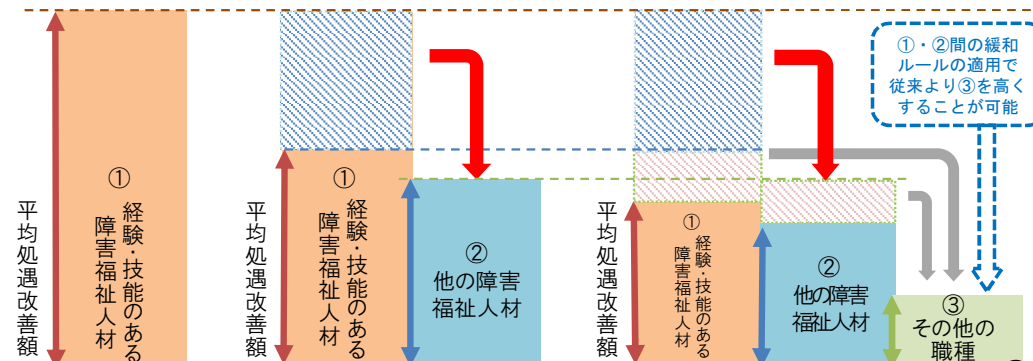 平均処遇改善額
①
経験・技能のある
障害福祉人材
平均処遇改善額
①
経験・技能のある
障害福祉人材
②
他の障害
福祉人材
平均処遇改善額
①
経験・技能のある
障害福祉人材
②
他の障害
福祉人材
①・②間の緩和
ルールの適用で
従来より③を高く
することが可能
③
その他の
職種